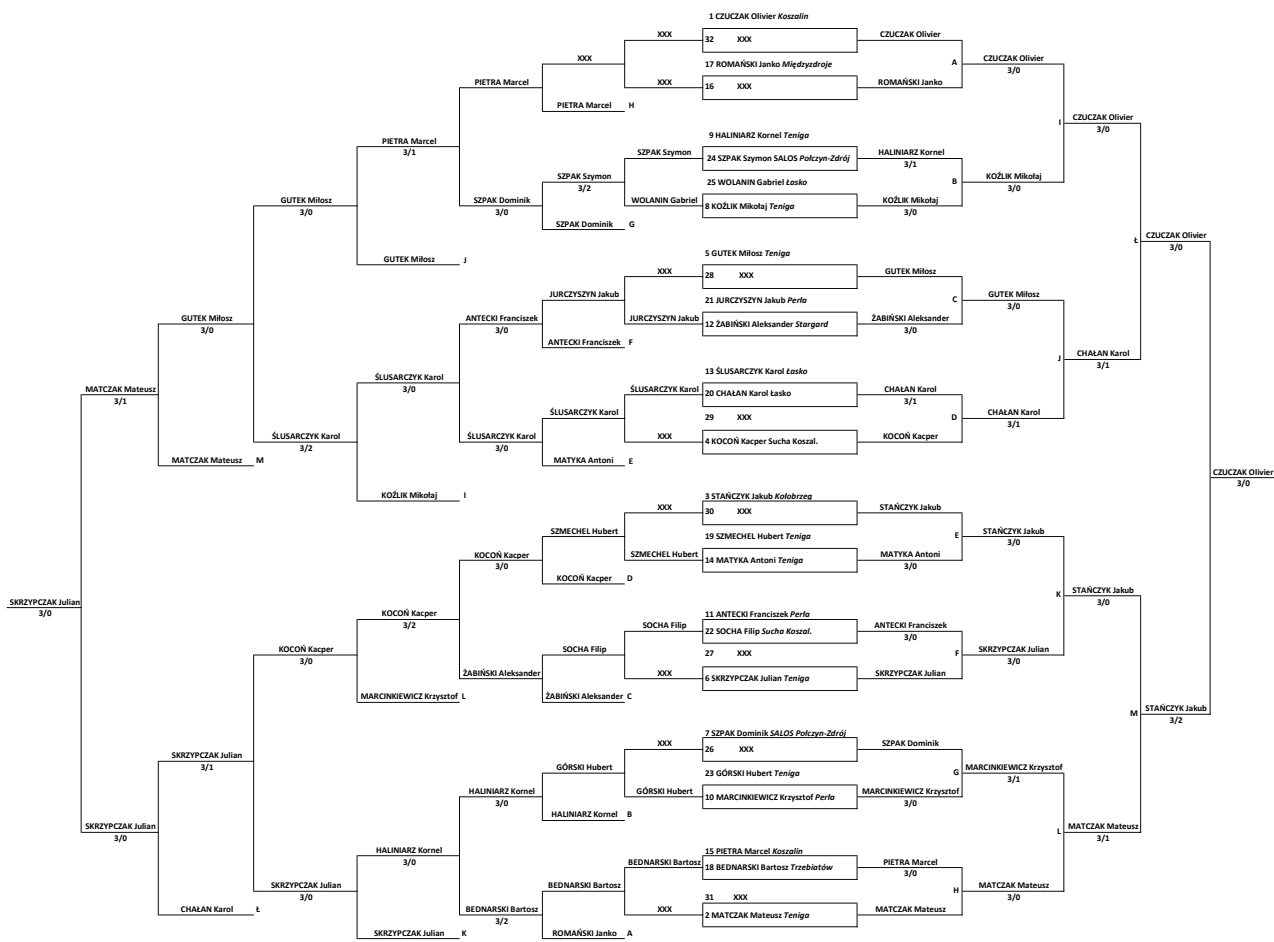 1 CZUCZAK Olivier Koszalin
XXX
32 XXX
CZUCZAK Olivier
XXX
17 ROMAŃSKI Janko Międzyzdroje
A
CZUCZAK Olivier
3/0
PIETRA Marcel
XXX
16 XXX
ROMAŃSKI Janko
PIETRA Marcel
H
I
CZUCZAK Olivier
3/0
PIETRA Marcel
3/1
9 HALINIARZ Kornel Teniga
SZPAK Szymon
24 SZPAK Szymon SALOS Połczyn-Zdrój
HALINIARZ Kornel
3/1
SZPAK Szymon
3/2
25 WOLANIN Gabriel Łasko
B
KOŹLIK Mikołaj
3/0
GUTEK Miłosz
3/0
SZPAK Dominik
3/0
WOLANIN Gabriel
8 KOŹLIK Mikołaj Teniga
KOŹLIK Mikołaj
3/0
SZPAK Dominik
G
Ł
CZUCZAK Olivier
3/0
GUTEK Miłosz
J
5 GUTEK Miłosz Teniga
XXX
28 XXX
GUTEK Miłosz
JURCZYSZYN Jakub
21 JURCZYSZYN Jakub Perła
C
GUTEK Miłosz
3/0
GUTEK Miłosz
3/0
ANTECKI Franciszek
3/0
JURCZYSZYN Jakub
12 ŻABIŃSKI Aleksander Stargard
ŻABIŃSKI Aleksander
3/0
ANTECKI Franciszek
F
J
CHAŁAN Karol
3/1
13 ŚLUSARCZYK Karol Łasko
MATCZAK Mateusz
3/1
ŚLUSARCZYK Karol
3/0
ŚLUSARCZYK Karol
20 CHAŁAN Karol Łasko
CHAŁAN Karol
3/1
ŚLUSARCZYK Karol
29 XXX
D
CHAŁAN Karol
3/1
ŚLUSARCZYK Karol
3/2
ŚLUSARCZYK Karol
3/0
XXX
4 KOCOŃ Kacper Sucha Koszal.
KOCOŃ Kacper
MATCZAK Mateusz
M
MATYKA Antoni
E
CZUCZAK Olivier
3/0
KOŹLIK Mikołaj
I
3 STAŃCZYK Jakub Kołobrzeg
XXX
30 XXX
STAŃCZYK Jakub
SZMECHEL Hubert
19 SZMECHEL Hubert Teniga
E
STAŃCZYK Jakub
3/0
KOCOŃ Kacper
3/0
SZMECHEL Hubert
14 MATYKA Antoni Teniga
MATYKA Antoni
3/0
KOCOŃ Kacper
D
K
STAŃCZYK Jakub
3/0
SKRZYPCZAK Julian
3/0
KOCOŃ Kacper
3/2
11 ANTECKI Franciszek Perła
SOCHA Filip
22 SOCHA Filip Sucha Koszal.
ANTECKI Franciszek
3/0
KOCOŃ Kacper
3/0
SOCHA Filip
27 XXX
F
SKRZYPCZAK Julian
3/0
ŻABIŃSKI Aleksander
XXX
6 SKRZYPCZAK Julian Teniga
SKRZYPCZAK Julian
MARCINKIEWICZ Krzysztof
L
ŻABIŃSKI Aleksander
C
M
STAŃCZYK Jakub
3/2
7 SZPAK Dominik SALOS Połczyn-Zdrój
XXX
26 XXX
SZPAK Dominik
SKRZYPCZAK Julian
3/1
GÓRSKI Hubert
23 GÓRSKI Hubert Teniga
G
MARCINKIEWICZ Krzysztof
3/1
HALINIARZ Kornel
3/0
GÓRSKI Hubert
10 MARCINKIEWICZ Krzysztof Perła
MARCINKIEWICZ Krzysztof
3/0
HALINIARZ Kornel
B
SKRZYPCZAK Julian
3/0
L
MATCZAK Mateusz
3/1
HALINIARZ Kornel
3/0
15 PIETRA Marcel Koszalin
BEDNARSKI Bartosz
18 BEDNARSKI Bartosz Trzebiatów
PIETRA Marcel
3/0
SKRZYPCZAK Julian
3/0
BEDNARSKI Bartosz
31 XXX
H
MATCZAK Mateusz
3/0
CHAŁAN Karol
Ł
BEDNARSKI Bartosz
3/2
XXX
2 MATCZAK Mateusz Teniga
MATCZAK Mateusz
SKRZYPCZAK Julian
K
ROMAŃSKI Janko
A